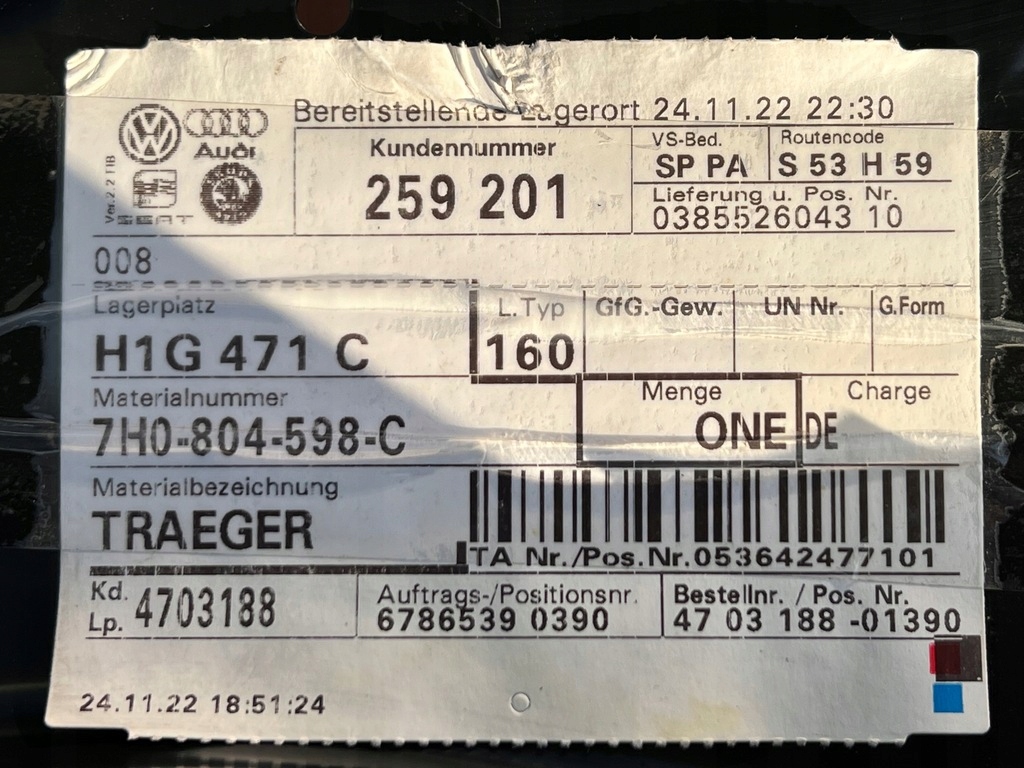 Bereitstellende Lagerort 24.11.22 22:30
Audi
SEAT
Ver. 2.2 TIB
Kundennummer
259 201
VS-Bed.
SP PA
Routencode
S 53 H 59
Lieferung u. Pos. Nr.
0385526043 10
008
Lagerplatz
H1G 471 C
L. Typ
160
GfG.-Gew.
UN Nr.
G.Form
Materialnummer
7H0-804-598-C
Menge
ONE
Charge
DE
Materialbezeichnung
TRAEGER
TA Nr./Pos.Nr.053642477101
Kd.
Lp. 4703188
Auftrags-/Positionsnr.
6786539 0390
Bestellnr. / Pos. Nr.
47 03 188 -01390
24.11.22 18:51:24